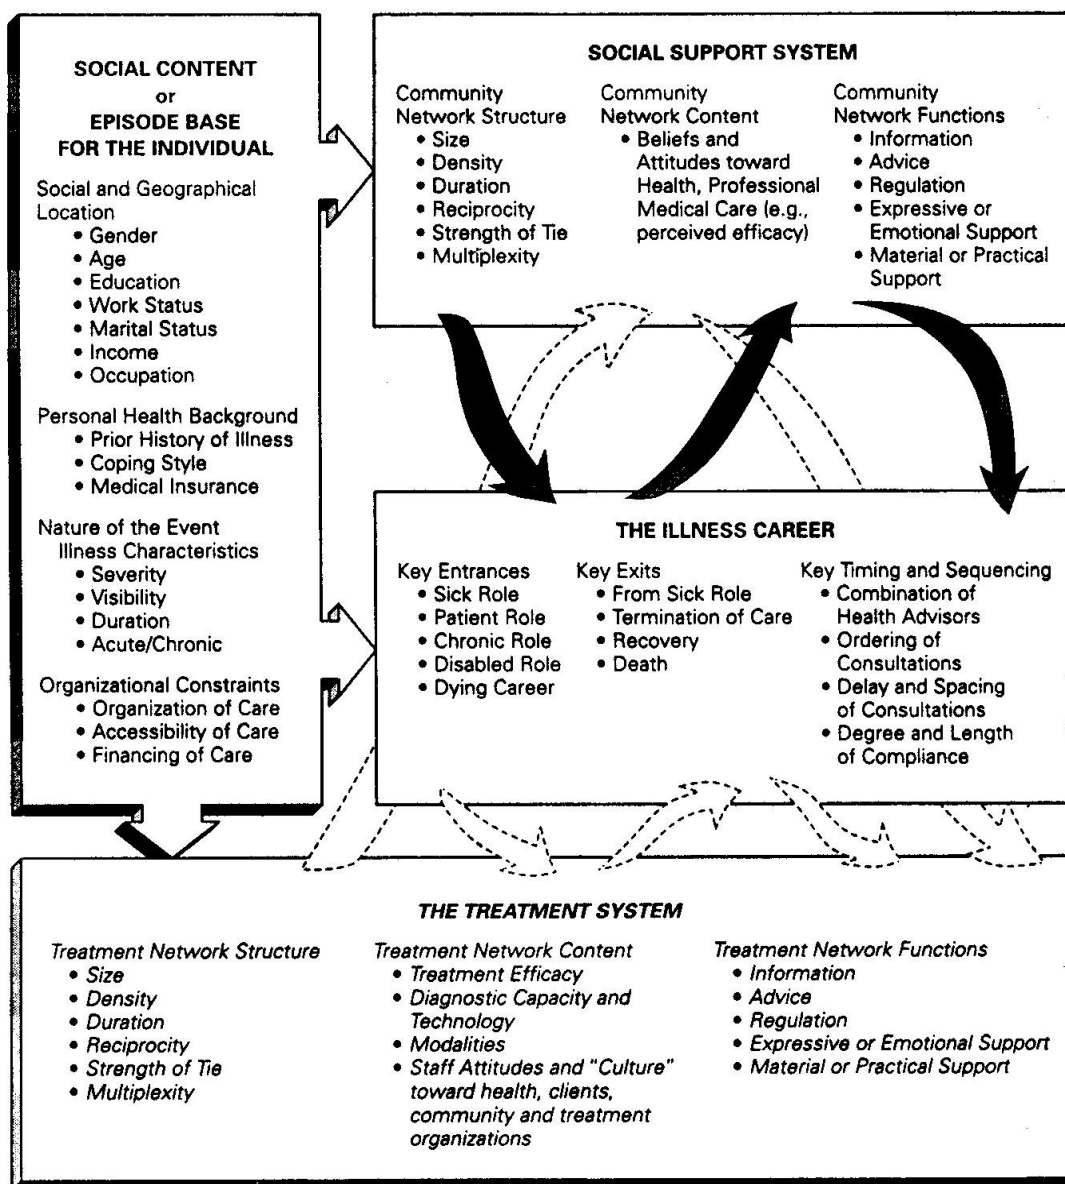 SOCIAL CONTENT
or
EPISODE BASE
FOR THE INDIVIDUAL
Social and Geographical
Location
• Gender
• Age
• Education
• Work Status
• Marital Status
• Income
• Occupation
Personal Health Background
• Prior History of Illness
• Coping Style
• Medical Insurance
Nature of the Event
Illness Characteristics
• Severity
• Visibility
• Duration
• Acute/Chronic
Organizational Constraints
• Organization of Care
• Accessibility of Care
• Financing of Care
SOCIAL SUPPORT SYSTEM
Community
Network Structure
• Size
• Density
• Duration
• Reciprocity
• Strength of Tie
• Multiplexity
Community
Network Content
• Beliefs and
Attitudes toward
Health, Professional
Medical Care (e.g.,
perceived efficacy)
Community
Network Functions
• Information
• Advice
• Regulation
• Expressive or
Emotional Support
• Material or Practical
Support
THE ILLNESS CAREER
Key Entrances
• Sick Role
• Patient Role
• Chronic Role
• Disabled Role
• Dying Career
Key Exits
• From Sick Role
• Termination of Care
• Recovery
• Death
Key Timing and Sequencing
• Combination of
Health Advisors
• Ordering of
Consultations
• Delay and Spacing
of Consultations
• Degree and Length
of Compliance
THE TREATMENT SYSTEM
Treatment Network Structure
• Size
• Density
• Duration
• Reciprocity
• Strength of Tie
• Multiplexity
Treatment Network Content
• Treatment Efficacy
• Diagnostic Capacity and
Technology
• Modalities
• Staff Attitudes and "Culture"
toward health, clients,
community and treatment
organizations
Treatment Network Functions
• Information
• Advice
• Regulation
• Expressive or Emotional Support
• Material or Practical Support